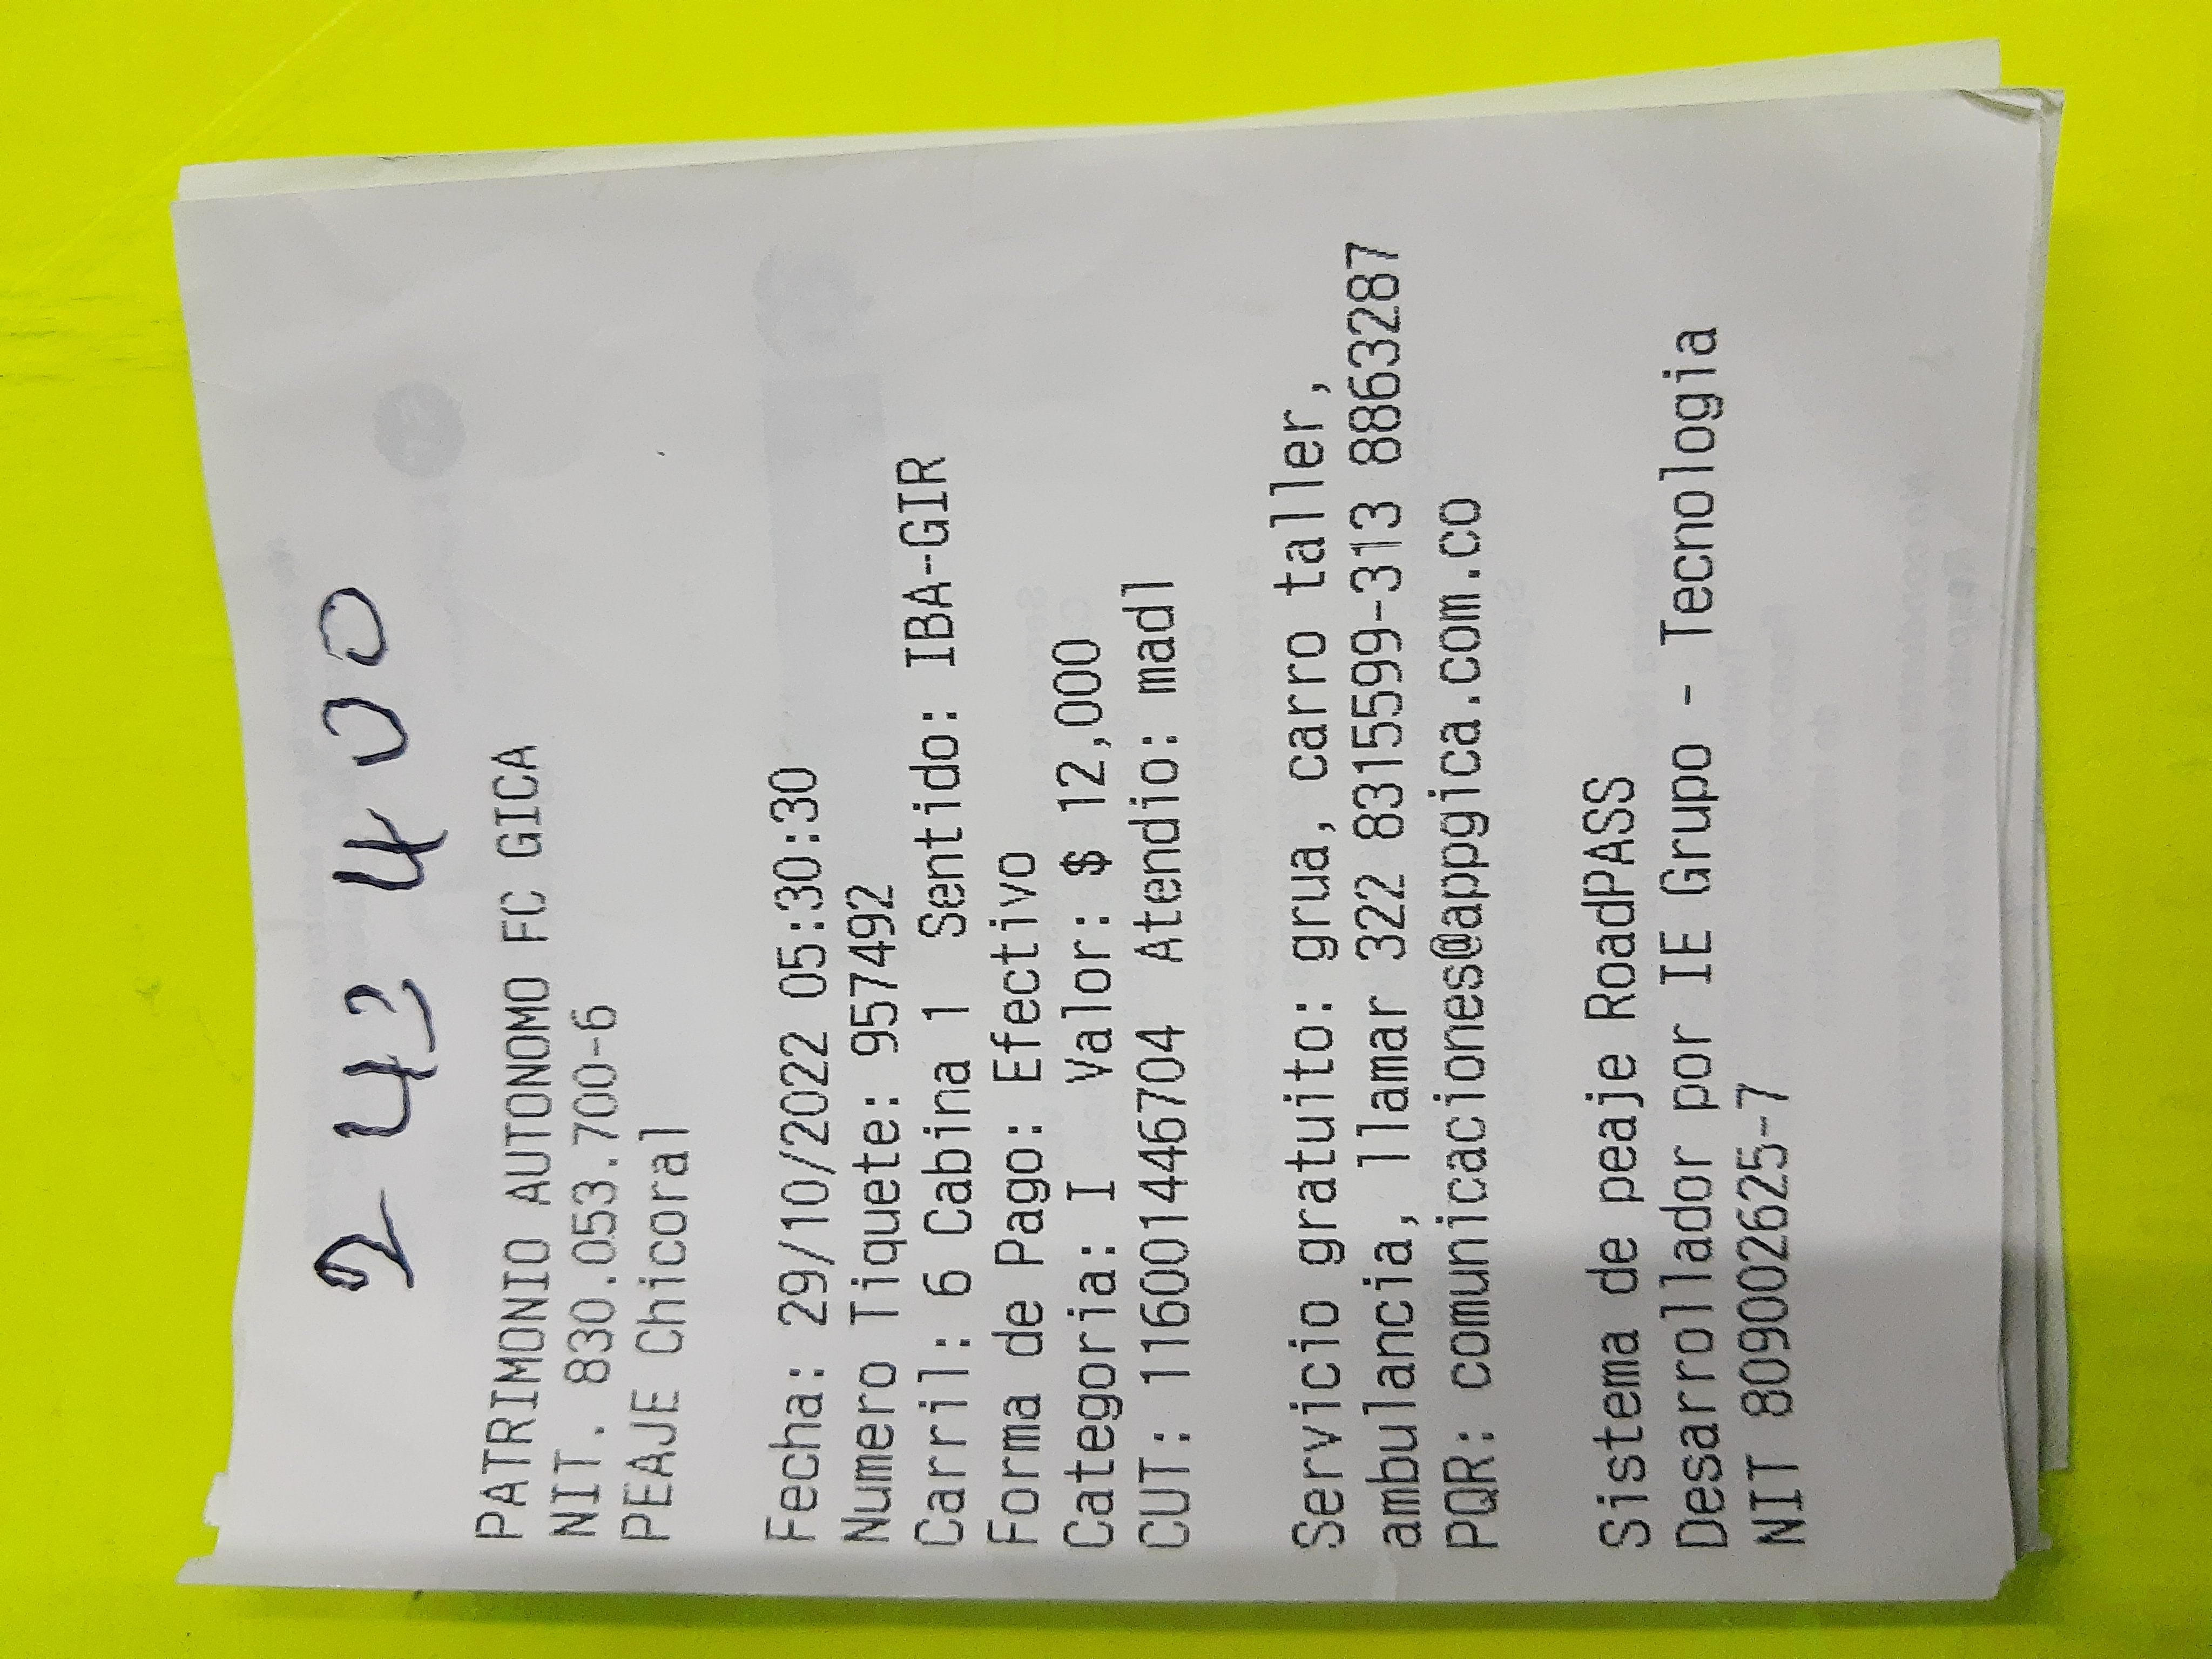 24 400
PATRIMONIO AUTONOMO FC GICA
NIT. 830.053.700-6
PEAJE Chicoral
Fecha: 29/10/2022 05:30:30
Numero Tiquete: 957492
Carril: 6 Cabina 1 Sentido: IBA--GIR
Forma de Pago: Efectivo
Categoria: I Valor: $ 12,000
CUT: 116001446704 Atendio: madl
Servicio gratuito: grua, carro taller,
ambulancia, llamar 322 8315599-313 8863287
PQR: comunicaciones@appgica.com.co
Sistema de peaje RoadPASS
Desarrollador por IE Grupo - Tecnologia
NIT 809002625-7